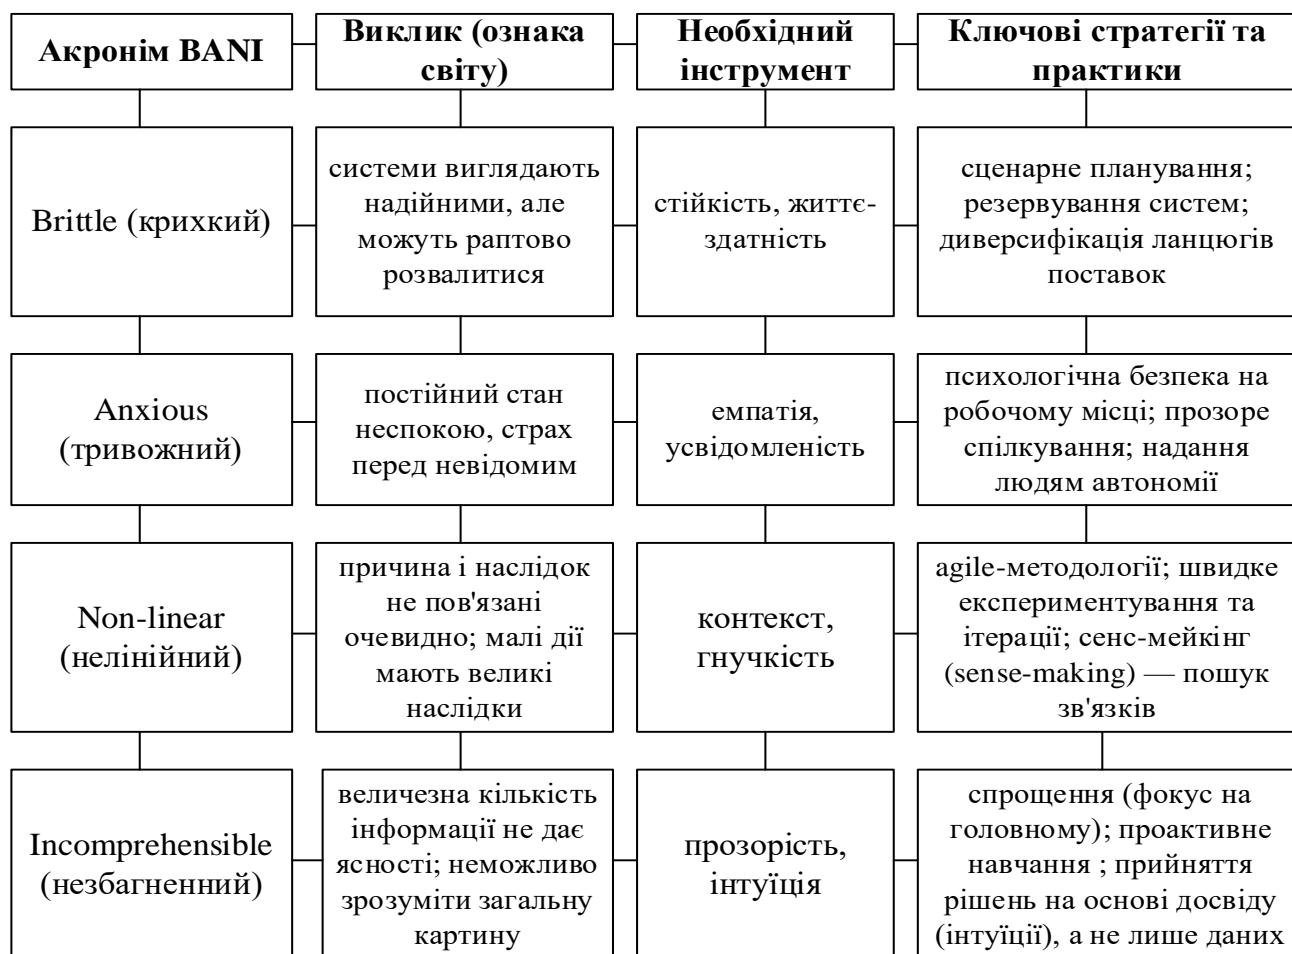 Акронім BANI
Виклик (ознака
світу)
Необхідний
інструмент
Ключові стратегії та
практики
Brittle (крихкий)
системи виглядають
надійними, але
можуть раптово
розвалитися
стійкість, життє-
здатність
сценарне планування;
резервування систем;
диверсифікація ланцюгів
поставок
Anxious
(тривожний)
постійний стан
неспокою, страх
перед невідомим
емпатія,
усвідомленість
психологічна безпека на
робочому місці; прозоре
спілкування; надання
людям автономії
Non-linear
(нелінійний)
причина і наслідок
не пов'язані
очевидно; малі дії
мають великі
наслідки
контекст,
гнучкість
agile-методології; швидке
експериментування та
ітерації; сенс-мейкінг
(sense-making) — пошук
зв'язків
Incomprehensible
(незбагненний)
величезна кількість
інформації не дає
ясності; неможливо
зрозуміти загальну
картину
прозорість,
інтуїція
спрощення (фокус на
головному); проактивне
навчання ; прийняття
рішень на основі досвіду
(інтуїції), а не лише даних